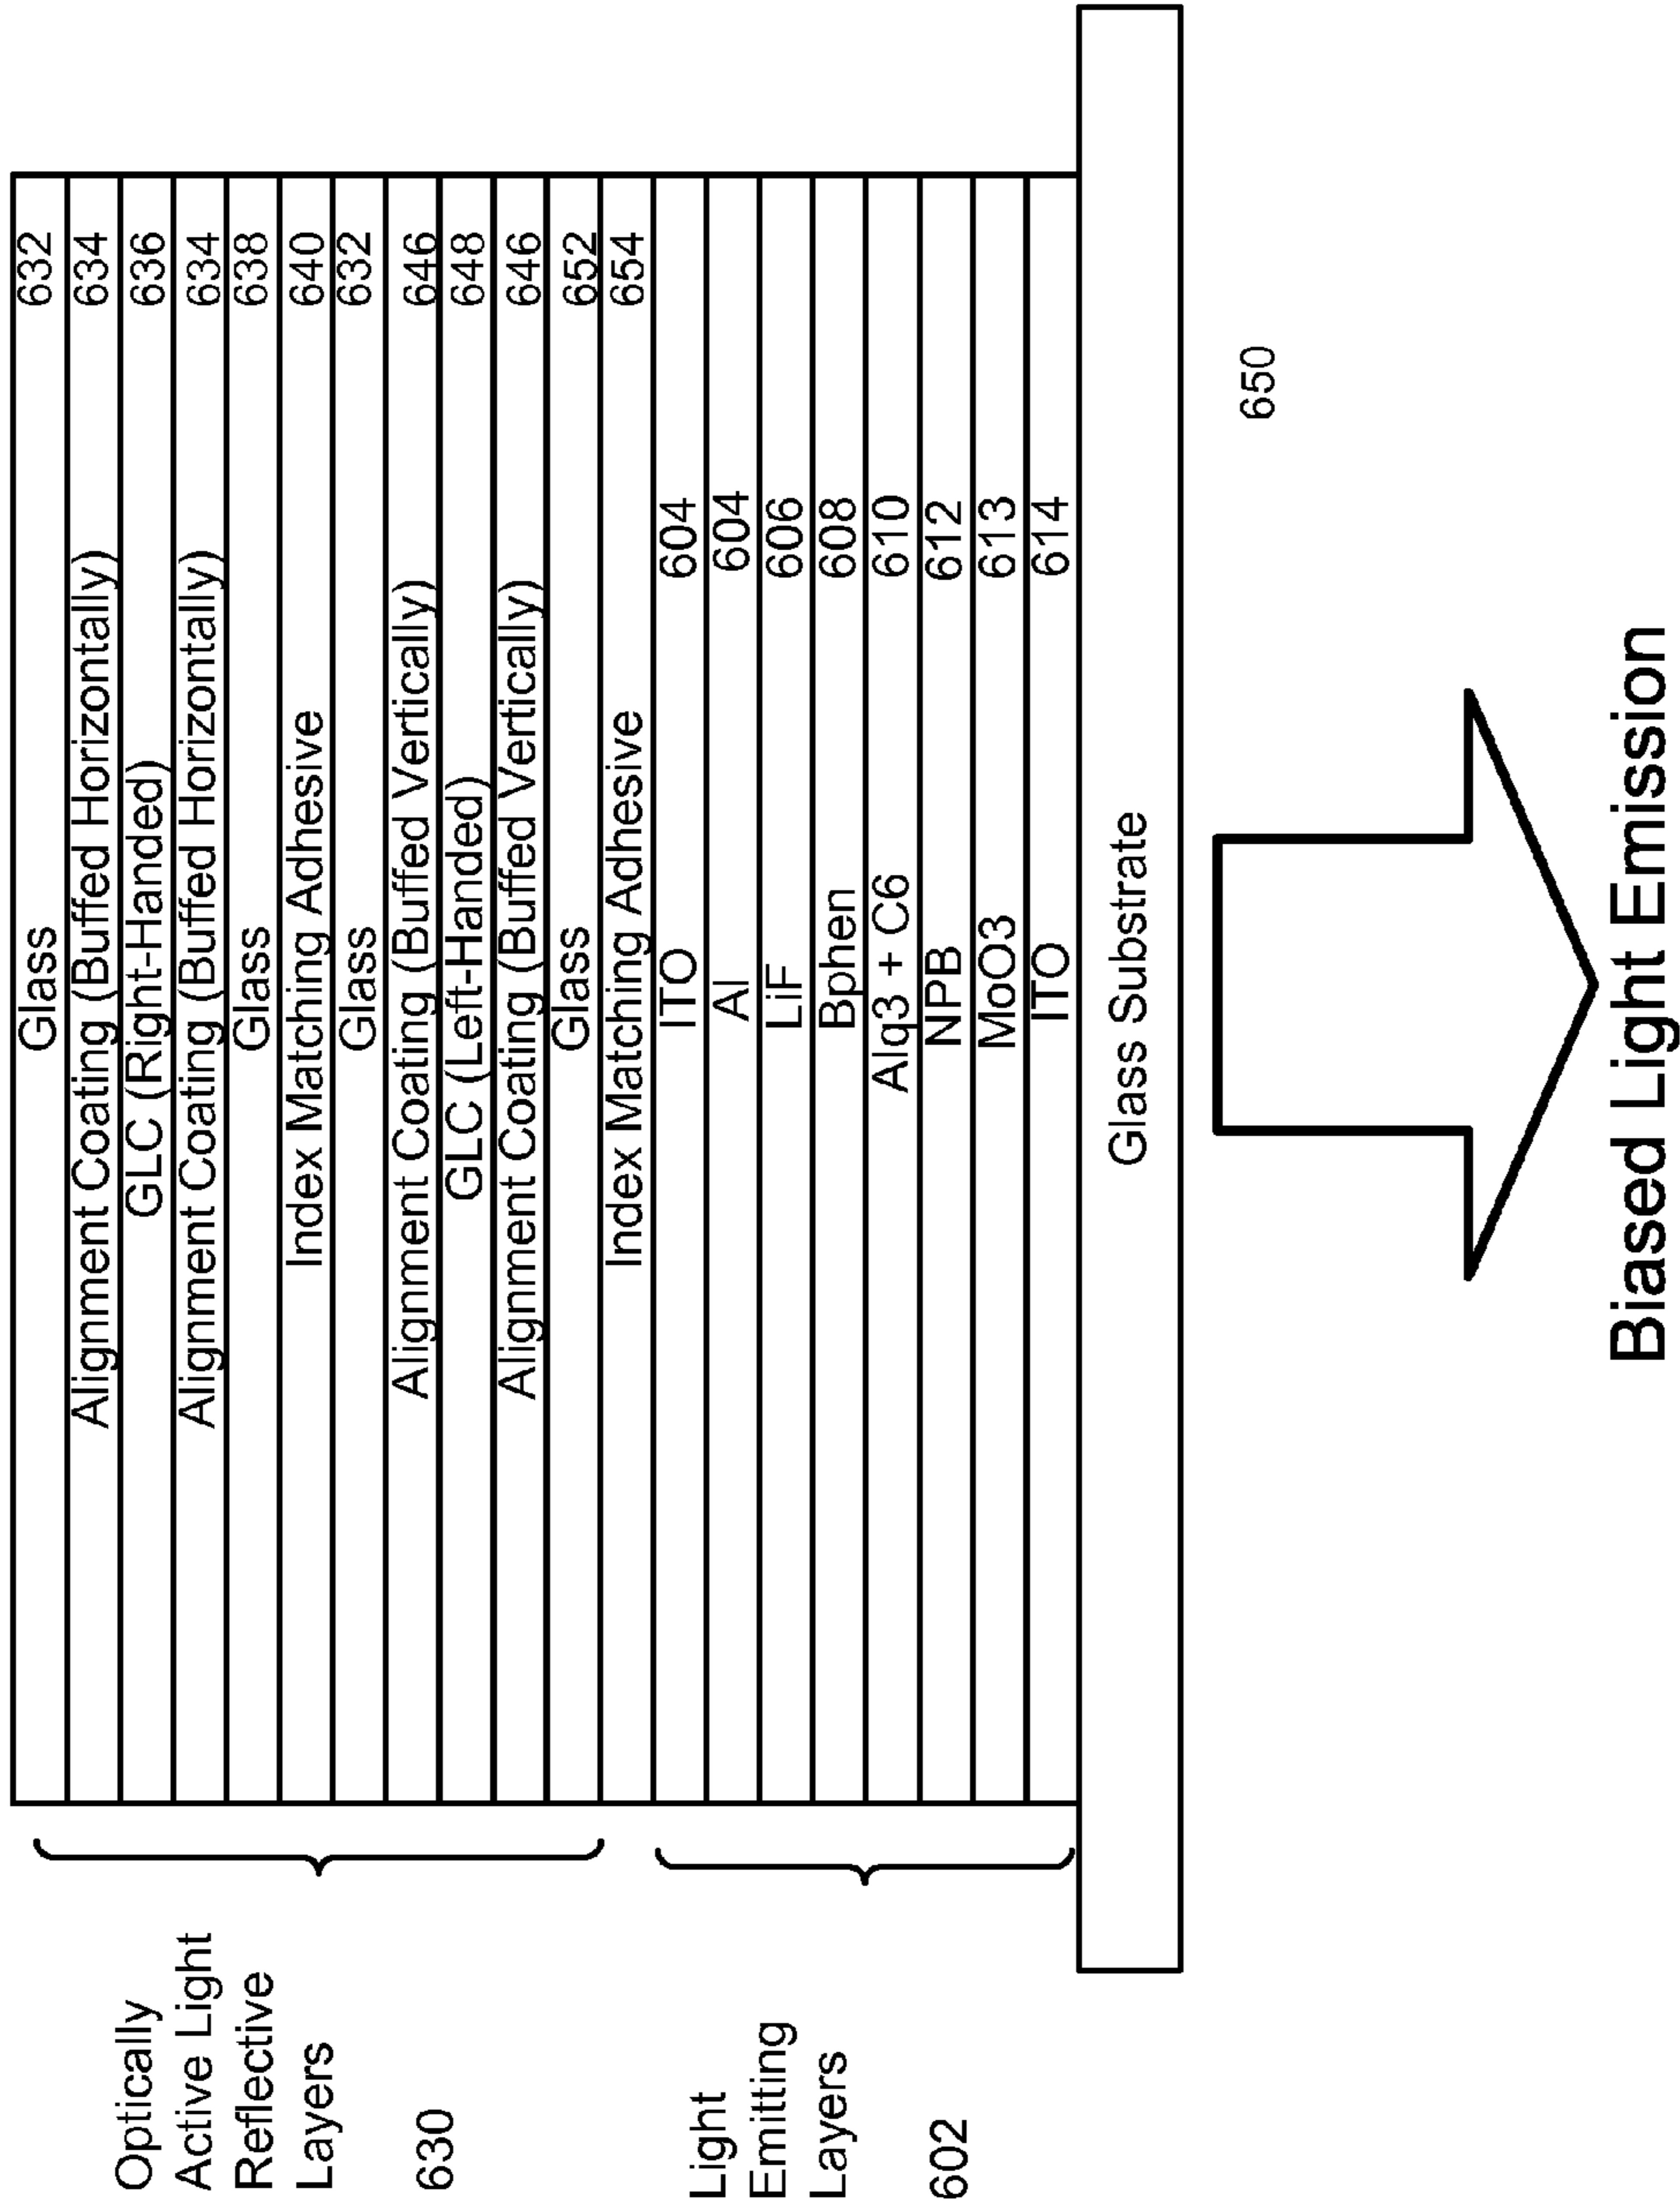 Glass 632
Alignment Coating (Buffed Horizontally) 634
GLC (Right-Handed) 636
Alignment Coating (Buffed Horizontally) 634
Glass 638
Index Matching Adhesive 640
Glass 632
Alignment Coating (Buffed Vertically) 646
GLC (Left-Handed) 648
Alignment Coating (Buffed Vertically) 646
Glass 652
Index Matching Adhesive 654
ITO 604
Al 604
LiF 606
Bphen 608
Alq3 + C6 610
NPB 612
MoO3 613
ITO 614
Glass Substrate
650
Optically
Active Light
Reflective
Layers
630
Light
Emitting
Layers
602
Biased Light Emission